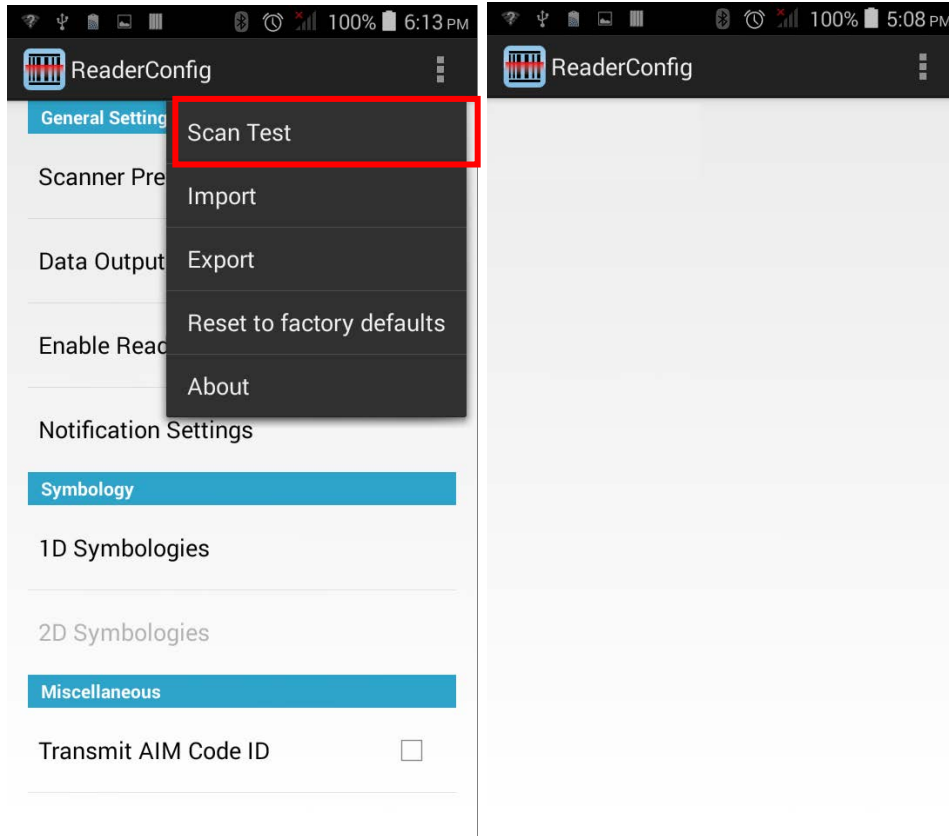 100% 6:13 PM
ReaderConfig
General Setting
Scan Test
Scanner Pre
Import
Data Output
Export
Enable Read
Reset to factory defaults
About
Notification Settings
Symbology
1D Symbologies
2D Symbologies
Miscellaneous
Transmit AIM Code ID
100% 5:08 PM
ReaderConfig